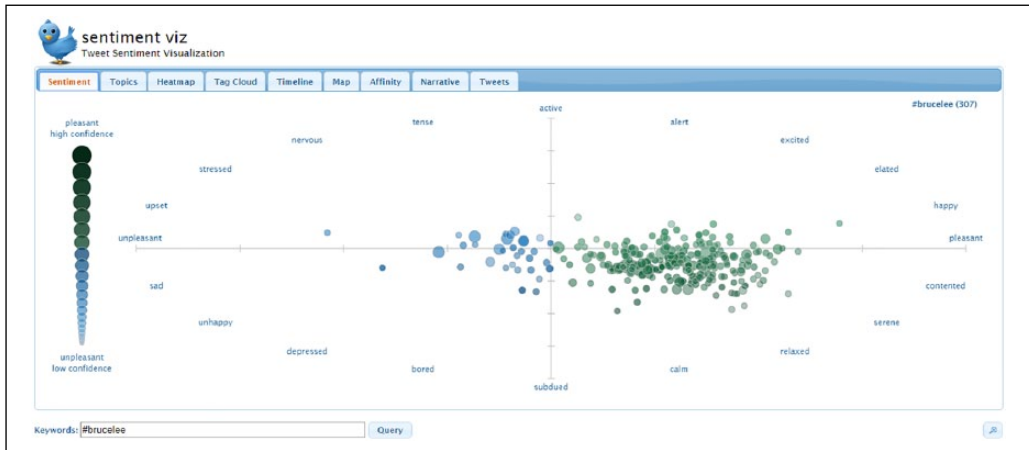 sentiment viz
Tweet Sentiment Visualization
Sentiment Topics Heatmap Tag Cloud Timeline Map Affinity Narrative Tweets
#brucelee (307)
active
tense
alert
pleasant
high confidence
nervous
excited
stressed
elated
upset
happy
unpleasant
pleasant
sad
contented
unhappy
serene
depressed
relaxed
unpleasant
low confidence
bored
calm
subdued
Keywords: #brucelee Query